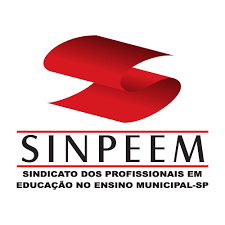 SINPEEM
SINDICATO DOS PROFISSIONAIS EM
EDUCAÇÃO NO ENSINO MUNICIPAL-SP